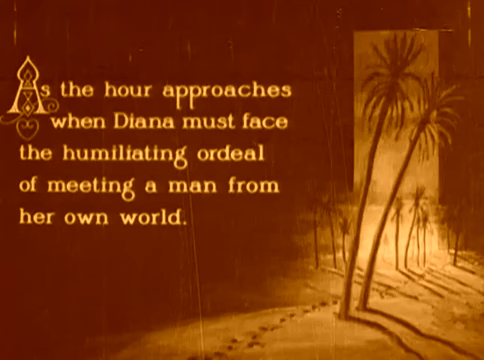 As the hour approaches
when Diana must face
the humiliating ordeal
of meeting a man from
her own world.